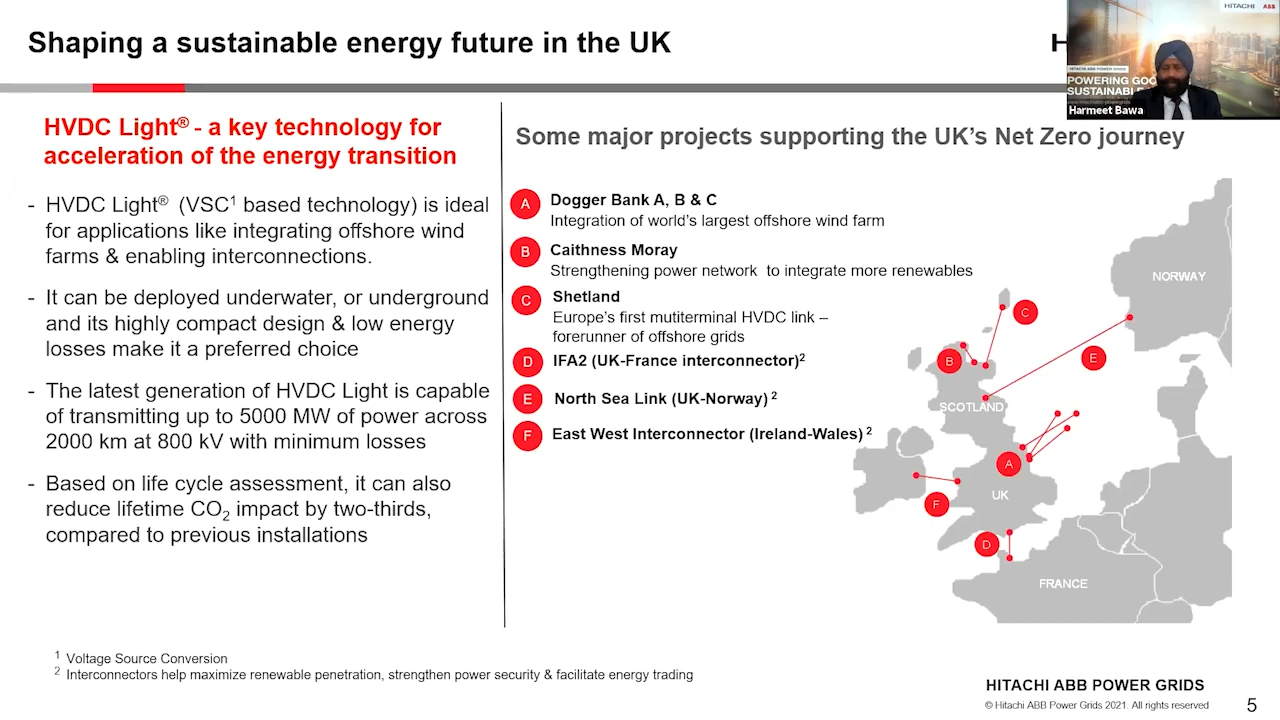 Shaping a sustainable energy future in the UK
H
HITACHI ABB
HITACHI ABB POWER GRIDS
POWERING GOO
SUSTAINABL
Harmeet Bawa
HVDC Light® - a key technology for
acceleration of the energy transition
- HVDC Light® (VSC1 based technology) is ideal
for applications like integrating offshore wind
farms & enabling interconnections.
- It can be deployed underwater, or underground
and its highly compact design & low energy
losses make it a preferred choice
- The latest generation of HVDC Light is capable
of transmitting up to 5000 MW of power across
2000 km at 800 kV with minimum losses
- Based on life cycle assessment, it can also
reduce lifetime CO2 impact by two-thirds,
compared to previous installations
Some major projects supporting the UK's Net Zero journey
A Dogger Bank A, B & C
Integration of world's largest offshore wind farm
B Caithness Moray
Strengthening power network to integrate more renewables
C Shetland
Europe's first mutiterminal HVDC link –
forerunner of offshore grids
D IFA2 (UK-France interconnector)2
E North Sea Link (UK-Norway) 2
F East West Interconnector (Ireland-Wales) 2
NORWAY
C
B
E
SCOTLAND
A
UK
F
D
FRANCE
1 Voltage Source Conversion
2 Interconnectors help maximize renewable penetration, strengthen power security & facilitate energy trading
HITACHI ABB POWER GRIDS
© Hitachi ABB Power Grids 2021. All rights reserved
5